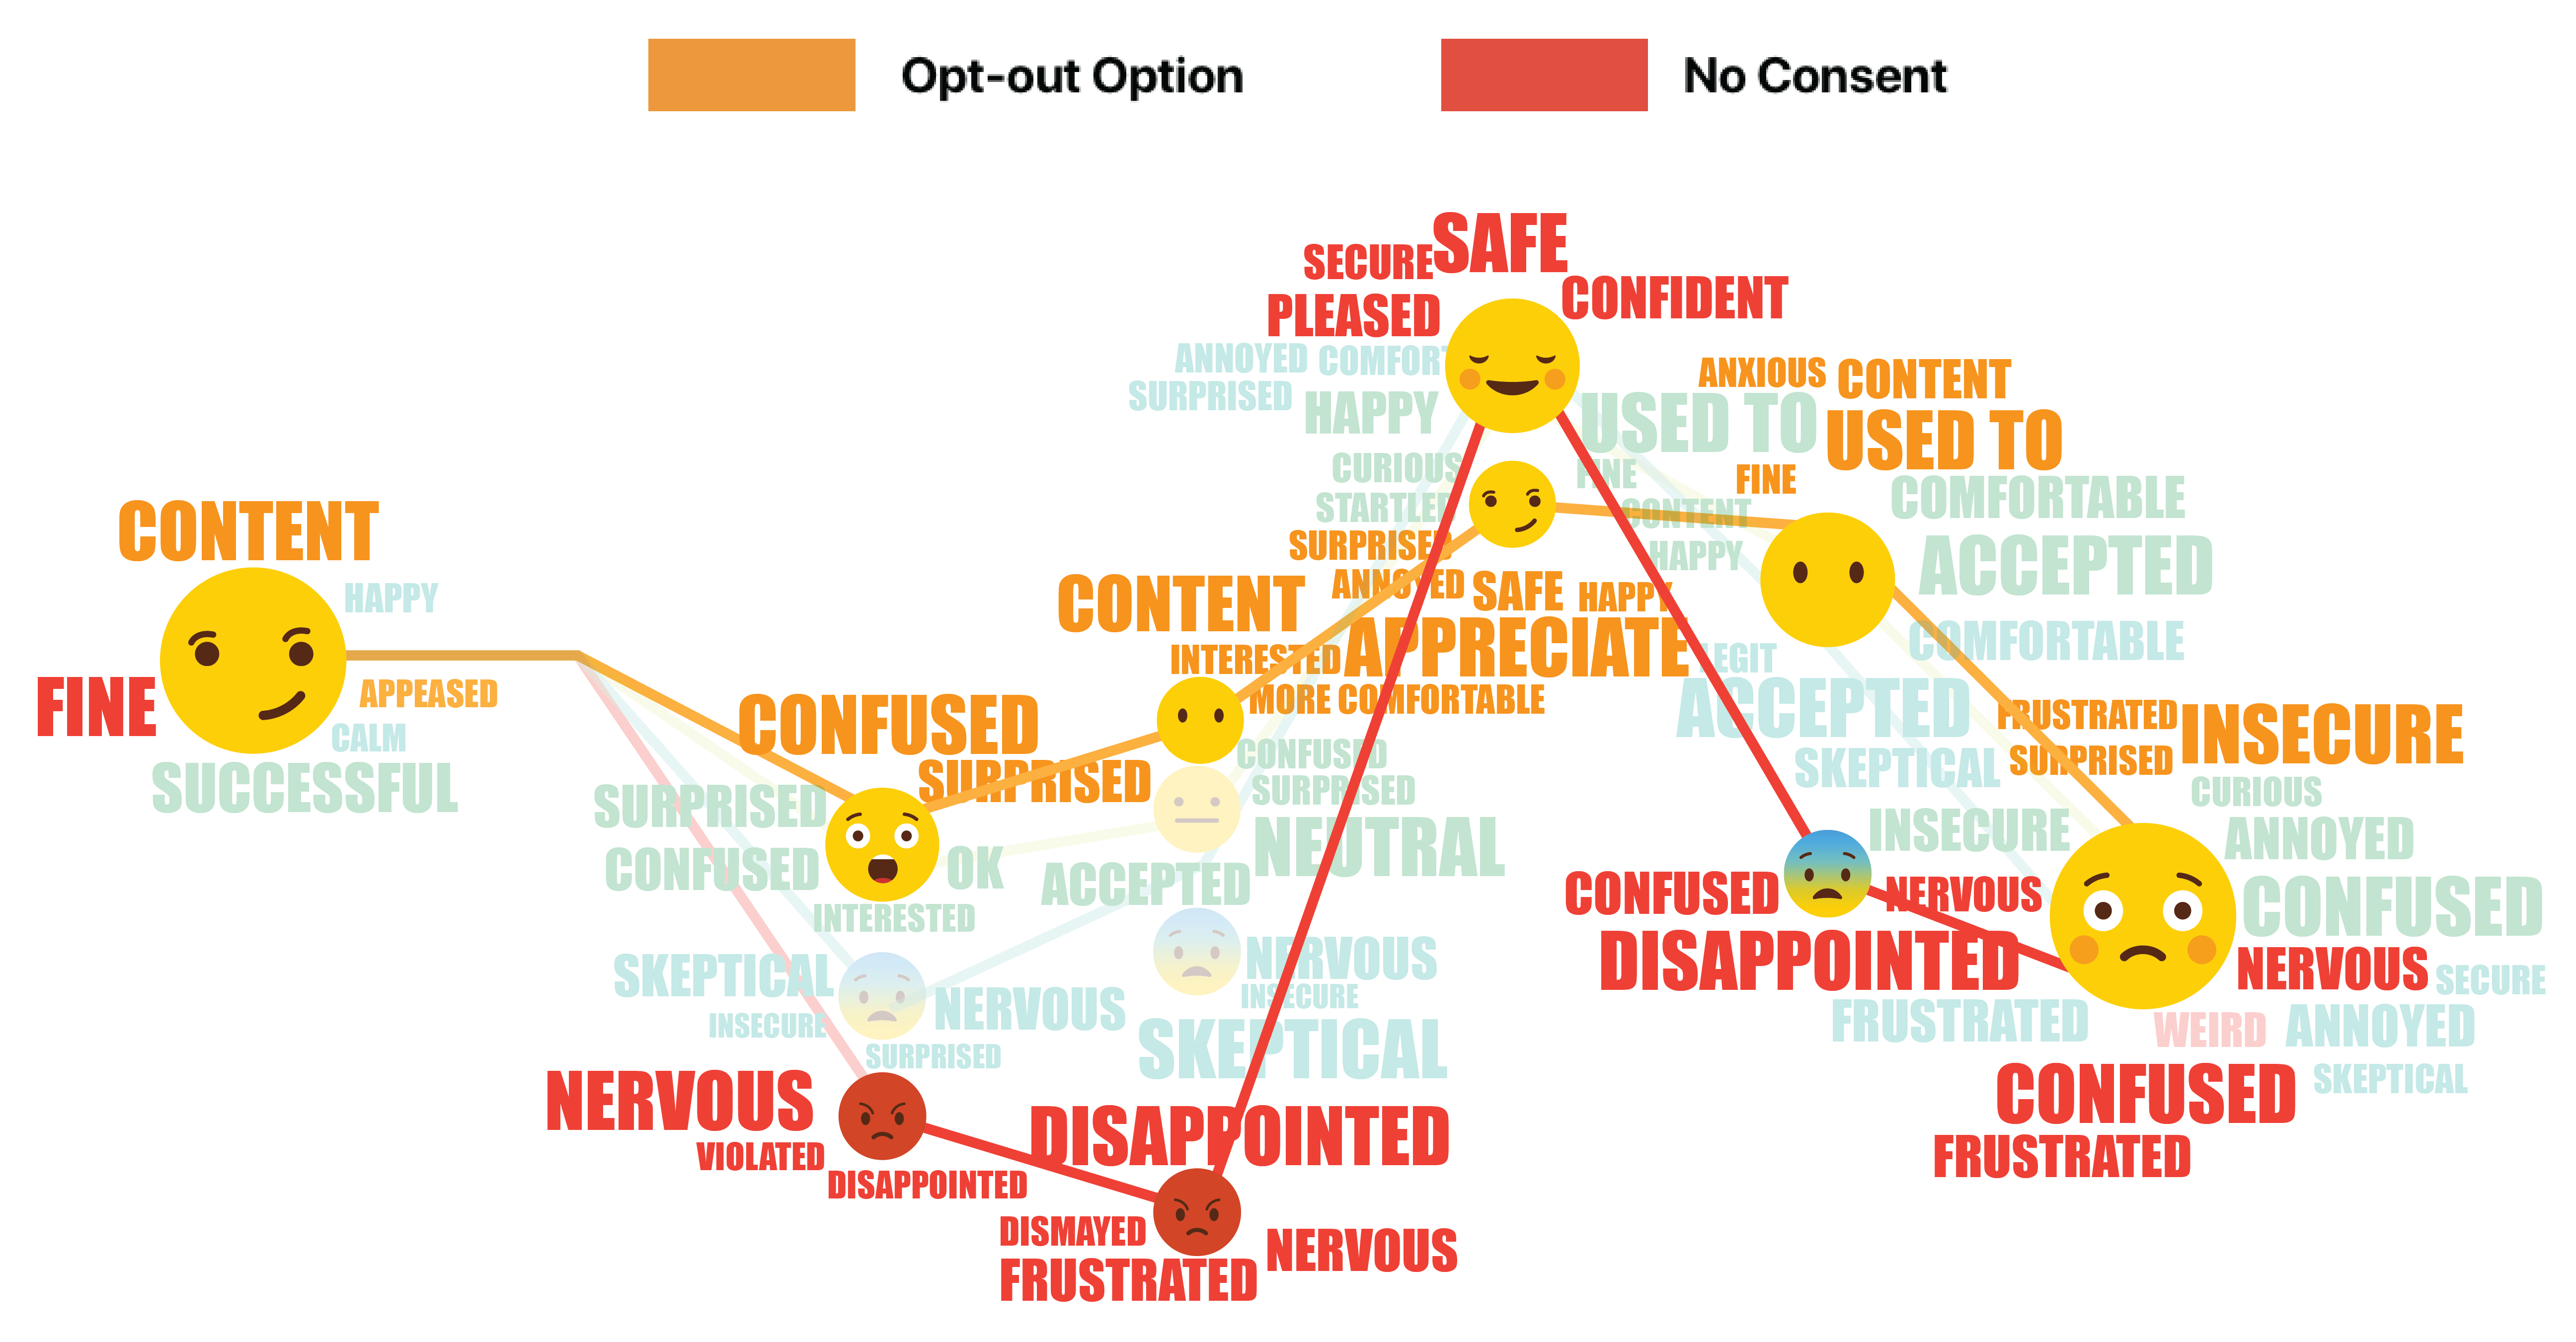 Opt-out Option
No Consent
CONTENT
HAPPY
FINE
APPEASED
CALM
SUCCESSFUL
CONFUSED
SURPRISED
SURPRISED
CONFUSED
OK
INTERESTED
SKEPTICAL
NERVOUS
INSECURE
SURPRISED
NERVOUS
VIOLATED
DISAPPOINTED
CONTENT
INTERESTED
MORE COMFORTABLE
CONFUSED
SURPRISED
NEUTRAL
ACCEPTED
NERVOUS
INSECURE
SKEPTICAL
DISAPPOINTED
DISMAYED
FRUSTRATED
NERVOUS
SAFE
SECURE
CONFIDENT
PLEASED
ANNOYED
COMFORT
SURPRISED
HAPPY
CURIOUS
STARTLED
SURPRISED
ANNOYED
SAFE
HAPPY
APPRECIATE
ANXIOUS
CONTENT
USED TO
USED TO
FINE
FINE
CONTENT
HAPPY
COMFORTABLE
ACCEPTED
COMFORTABLE
LEGIT
ACCEPTED
SKEPTICAL
INSECURE
CONFUSED
NERVOUS
DISAPPOINTED
FRUSTRATED
FRUSTRATED
INSECURE
SURPRISED
CURIOUS
ANNOYED
CONFUSED
NERVOUS
SECURE
WEIRD
ANNOYED
CONFUSED
SKEPTICAL
FRUSTRATED